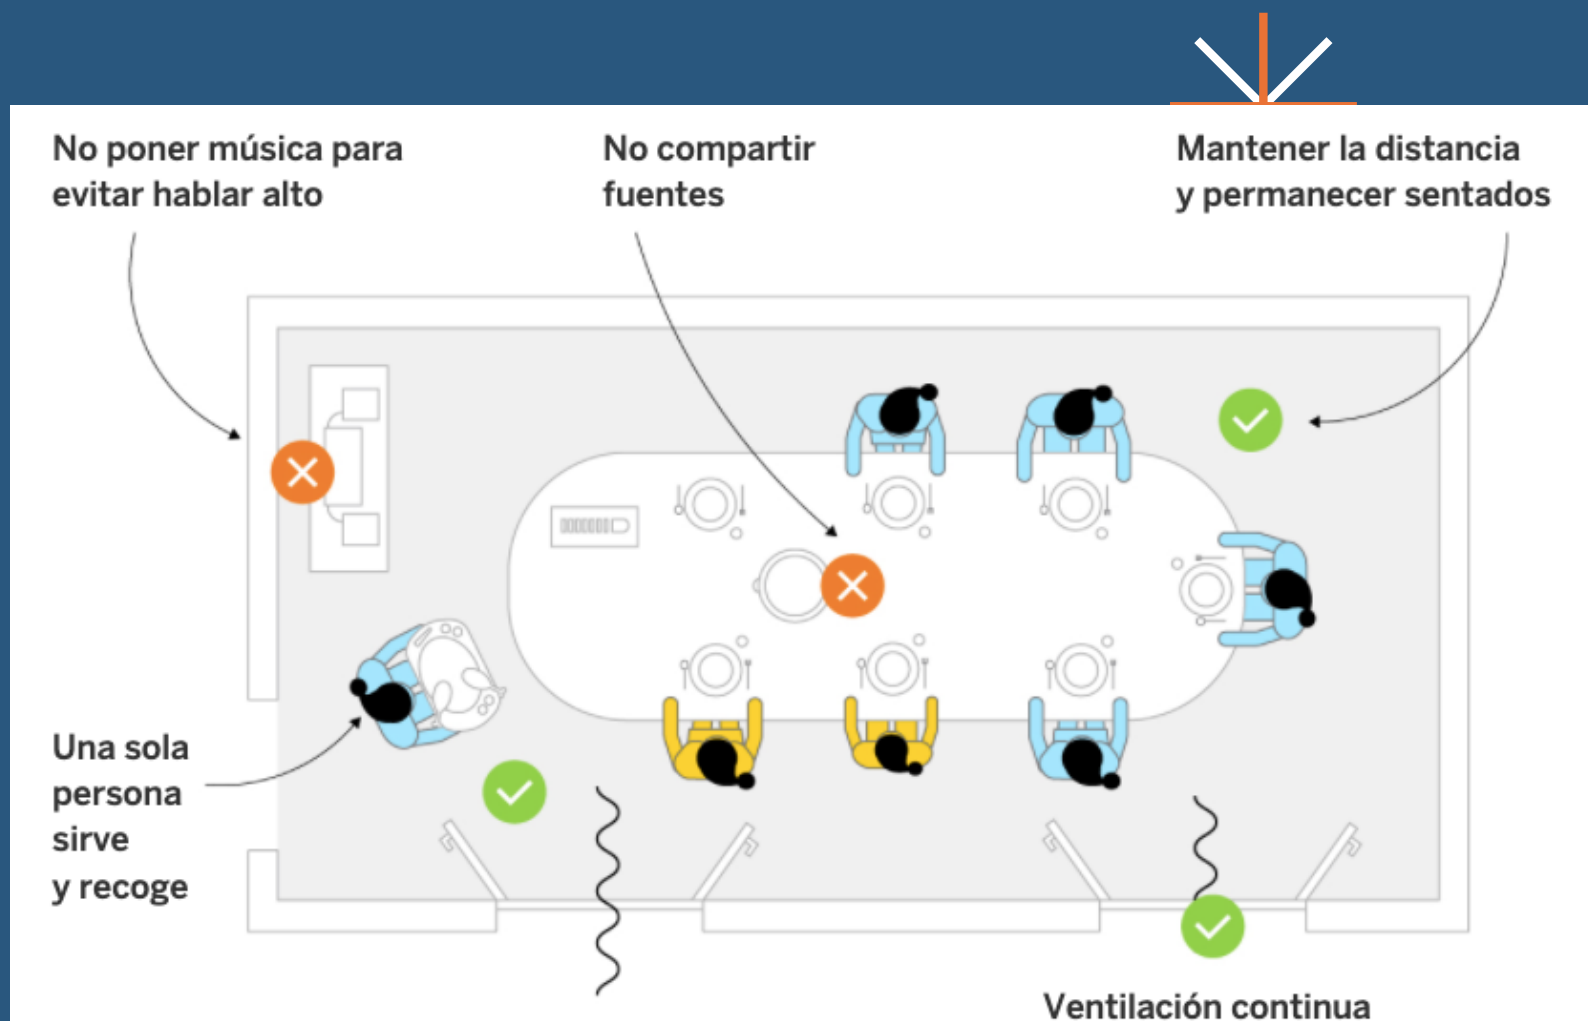 No poner música para
evitar hablar alto
No compartir
fuentes
Mantener la distancia
y permanecer sentados
Una sola
persona
sirve
y recoge
Ventilación continua